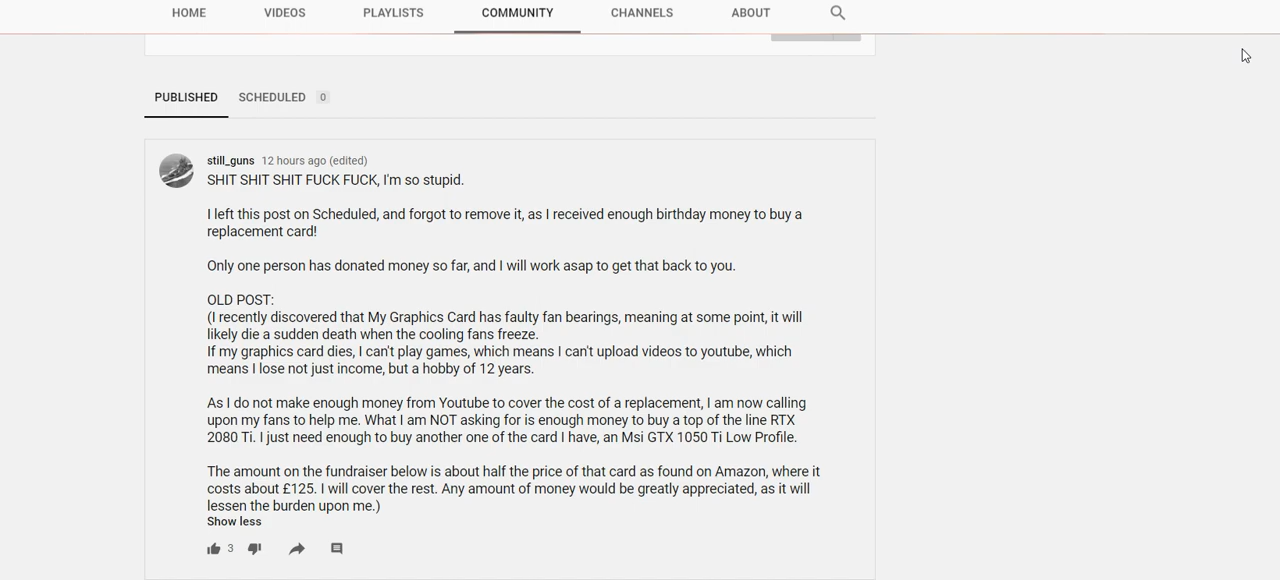 HOME VIDEOS PLAYLISTS COMMUNITY CHANNELS ABOUT
PUBLISHED SCHEDULED 0
still_guns 12 hours ago (edited)
SHIT SHIT SHIT FUCK FUCK, I'm so stupid.
I left this post on Scheduled, and forgot to remove it, as I received enough birthday money to buy a
replacement card!
Only one person has donated money so far, and I will work asap to get that back to you.
OLD POST:
(I recently discovered that My Graphics Card has faulty fan bearings, meaning at some point, it will
likely die a sudden death when the cooling fans freeze.
If my graphics card dies, I can't play games, which means I can't upload videos to youtube, which
means I lose not just income, but a hobby of 12 years.
As I do not make enough money from Youtube to cover the cost of a replacement, I am now calling
upon my fans to help me. What I am NOT asking for is enough money to buy a top of the line RTX
2080 Ti. I just need enough to buy another one of the card I have, an Msi GTX 1050 Ti Low Profile.
The amount on the fundraiser below is about half the price of that card as found on Amazon, where it
costs about £125. I will cover the rest. Any amount of money would be greatly appreciated, as it will
lessen the burden upon me.)
Show less
3